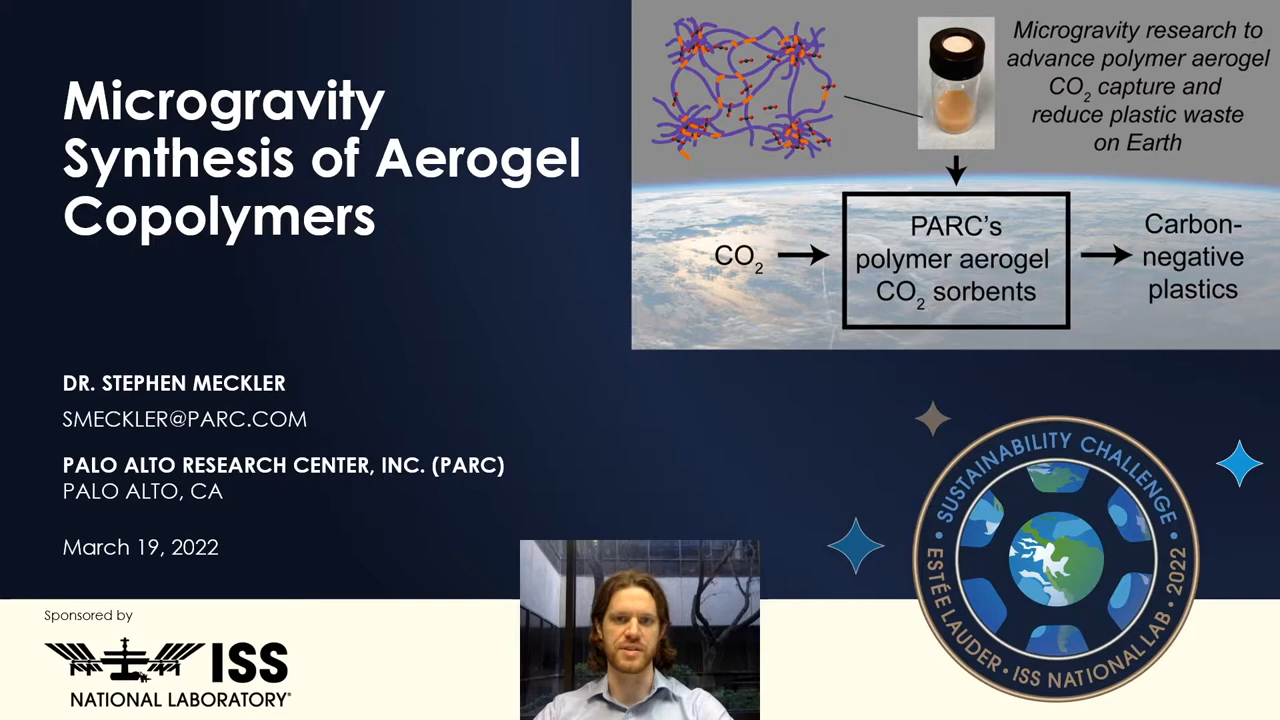 Microgravity
Synthesis of Aerogel
Copolymers
DR. STEPHEN MECKLER
SMECKLER@PARC.COM
PALO ALTO RESEARCH CENTER, INC. (PARC)
PALO ALTO, CA
March 19, 2022
Sponsored by
ISS
NATIONAL LABORATORY®
Microgravity research to
advance polymer aerogel
CO₂ capture and
reduce plastic waste
on Earth
CO₂
PARC's
polymer aerogel
CO₂ sorbents
Carbon-
negative
plastics
• SUSTAINABILITY CHALLENGE •
ESTÉE LAUDER • ISS NATIONAL LAB • 2022